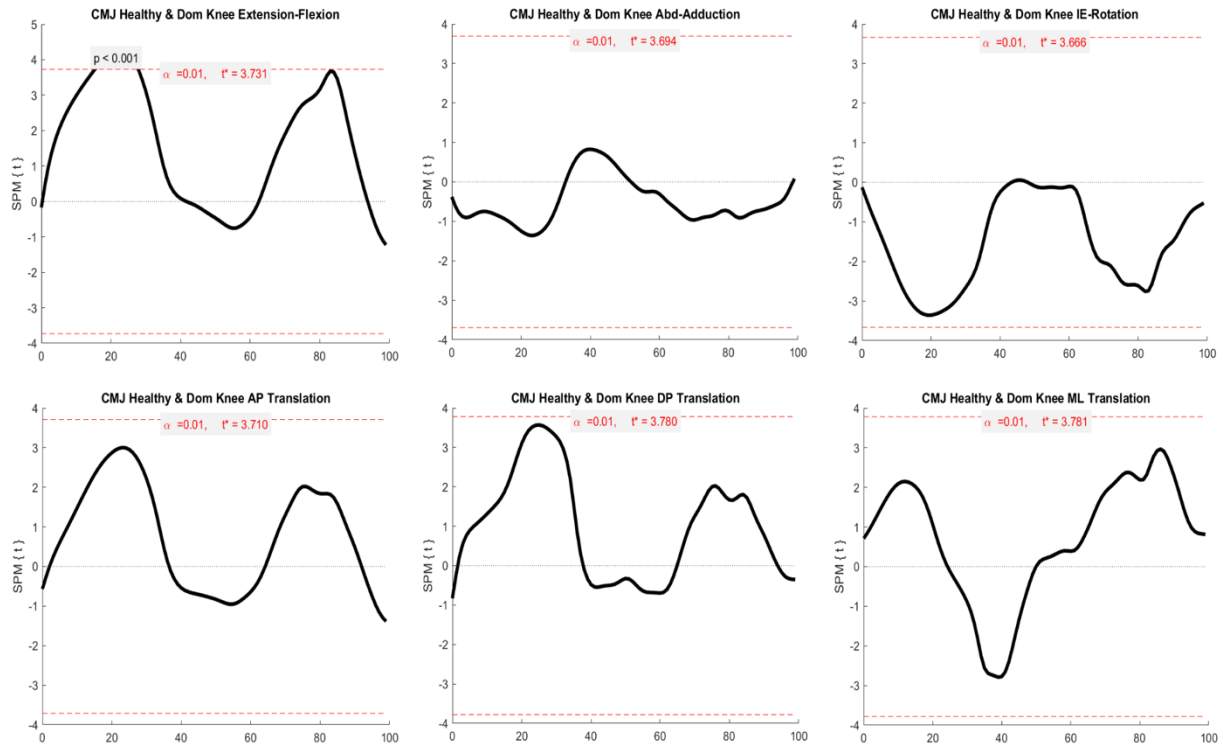 CMJ Healthy & Dom Knee Extension-Flexion
5
4
3
2
1
0
-1
-2
-3
-4
SPM { t }
p < 0.001
α =0.01, t* = 3.731
0 20 40 60 80 100
CMJ Healthy & Dom Knee Abd-Adduction
4
3
2
1
0
-1
-2
-3
-4
SPM { t }
α =0.01, t* = 3.694
0 20 40 60 80 100
CMJ Healthy & Dom Knee IE-Rotation
4
3
2
1
0
-1
-2
-3
-4
SPM { t }
α =0.01, t* = 3.666
0 20 40 60 80 100
CMJ Healthy & Dom Knee AP Translation
4
3
2
1
0
-1
-2
-3
-4
SPM { t }
α =0.01, t* = 3.710
0 20 40 60 80 100
CMJ Healthy & Dom Knee DP Translation
4
3
2
1
0
-1
-2
-3
-4
SPM { t }
α =0.01, t* = 3.780
0 20 40 60 80 100
CMJ Healthy & Dom Knee ML Translation
4
3
2
1
0
-1
-2
-3
-4
SPM { t }
α =0.01, t* = 3.781
0 20 40 60 80 100